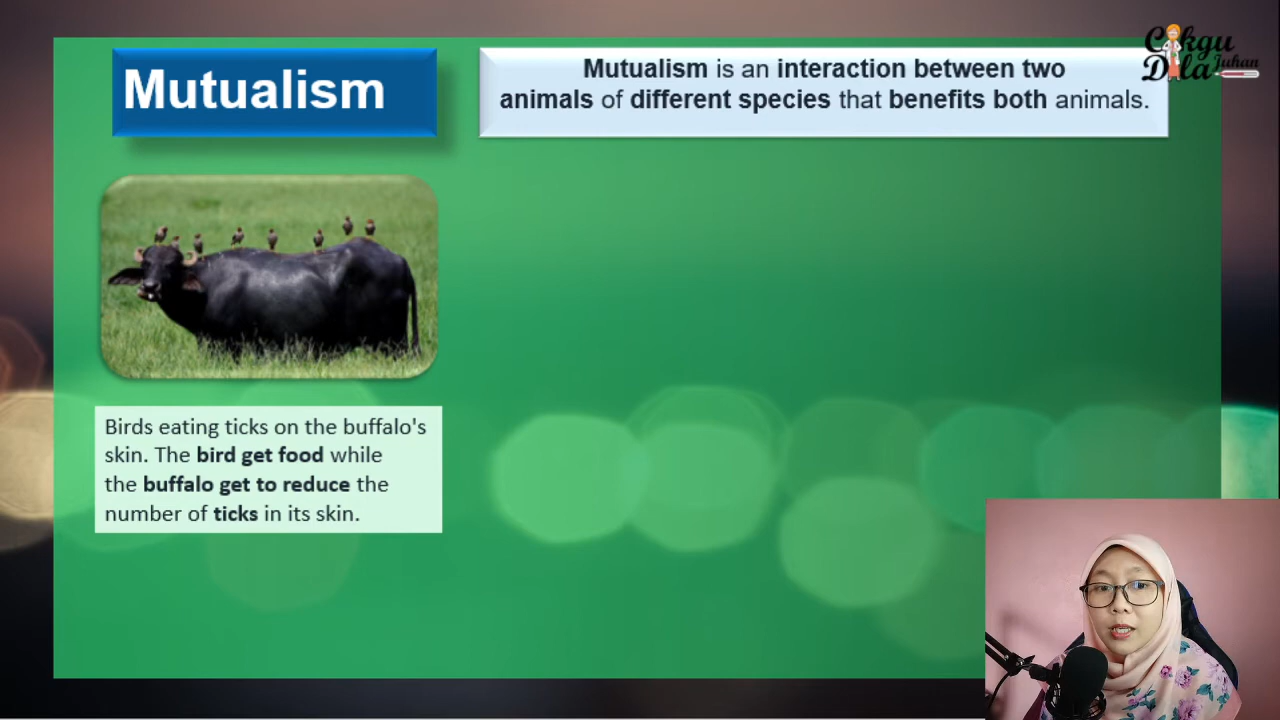 Mutualism
Mutualism is an interaction between two
animals of different species that benefits both animals.
Cikgu
Dila Juhan
Birds eating ticks on the buffalo's
skin. The bird get food while
the buffalo get to reduce the
number of ticks in its skin.